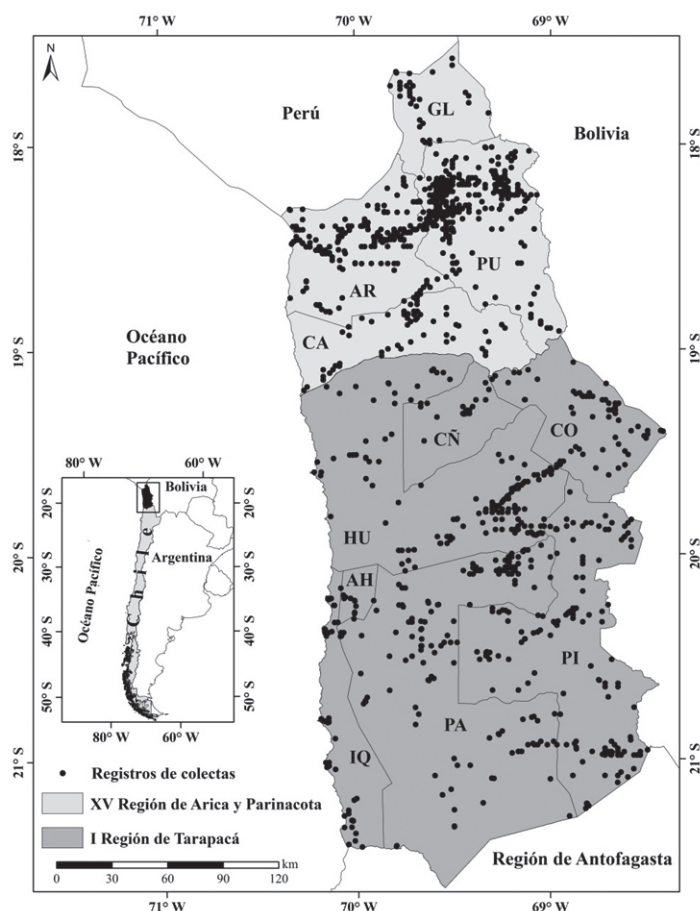 71° W 70° W 69° W
N
Perú
GL
Bolivia
18°S 18°S
PU
AR
Océano
Pacífico
CA
19°S 19°S
CÑ
CO
80° W 60° W
Bolivia
20°S 20°S
HU
20°S 20°S
Argentina
Chile
Océano Pacífico
AH
30°S 30°S
40°S 40°S
PI
50°S 50°S
PA
80° W 60° W
IQ
21°S 21°S
Registros de colectas
XV Región de Arica y Parinacota
I Región de Tarapacá
km
0 30 60 90 120
Región de Antofagasta
71° W 70° W 69° W